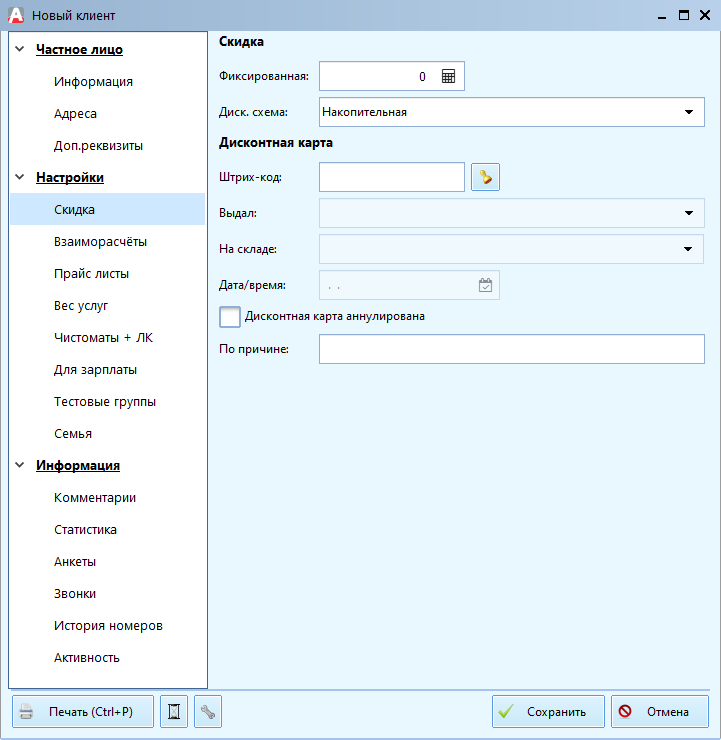 Новый клиент
Частное лицо
Информация
Адреса
Доп.реквизиты
Настройки
Скидка
Взаиморасчёты
Прайс листы
Вес услуг
Чистоматы + ЛК
Для зарплаты
Тестовые группы
Семья
Информация
Комментарии
Статистика
Анкеты
Звонки
История номеров
Активность
Скидка
Фиксированная: 0
Диск. схема: Накопительная
Дисконтная карта
Штрих-код:
Выдал:
На складе:
Дата/время: . .
Дисконтная карта аннулирована
По причине:
Печать (Ctrl+P) Сохранить Отмена